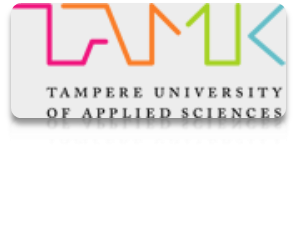 TAMK
TAMPERE UNIVERSITY
OF APPLIED SCIENCES